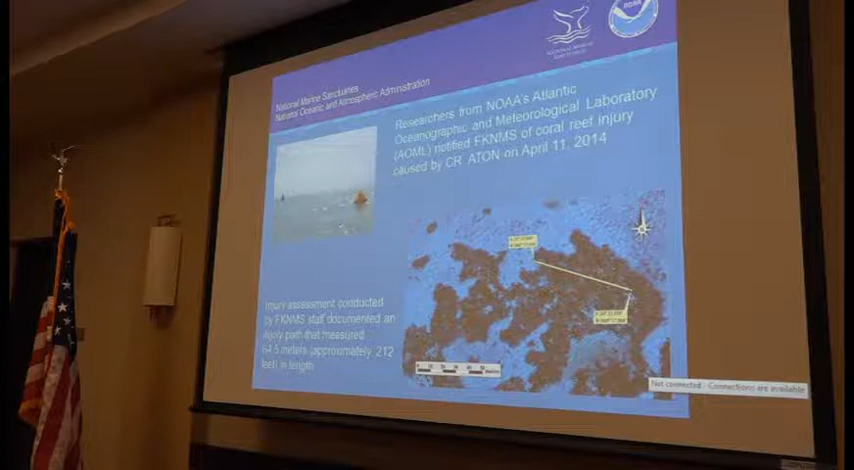 NOAA
National Marine Sanctuaries
National Oceanic and Atmospheric Administration
Researchers from NOAA's Atlantic
Oceanographic and Meteorological Laboratory
(AOML) notified FKNMS of coral reef injury
caused by CR ATON on April 11, 2014
Injury assessment conducted
by FKNMS staff documented an
injury path that measured
64.5 meters (approximately 212
feet) in length
Not connected - Connections are available